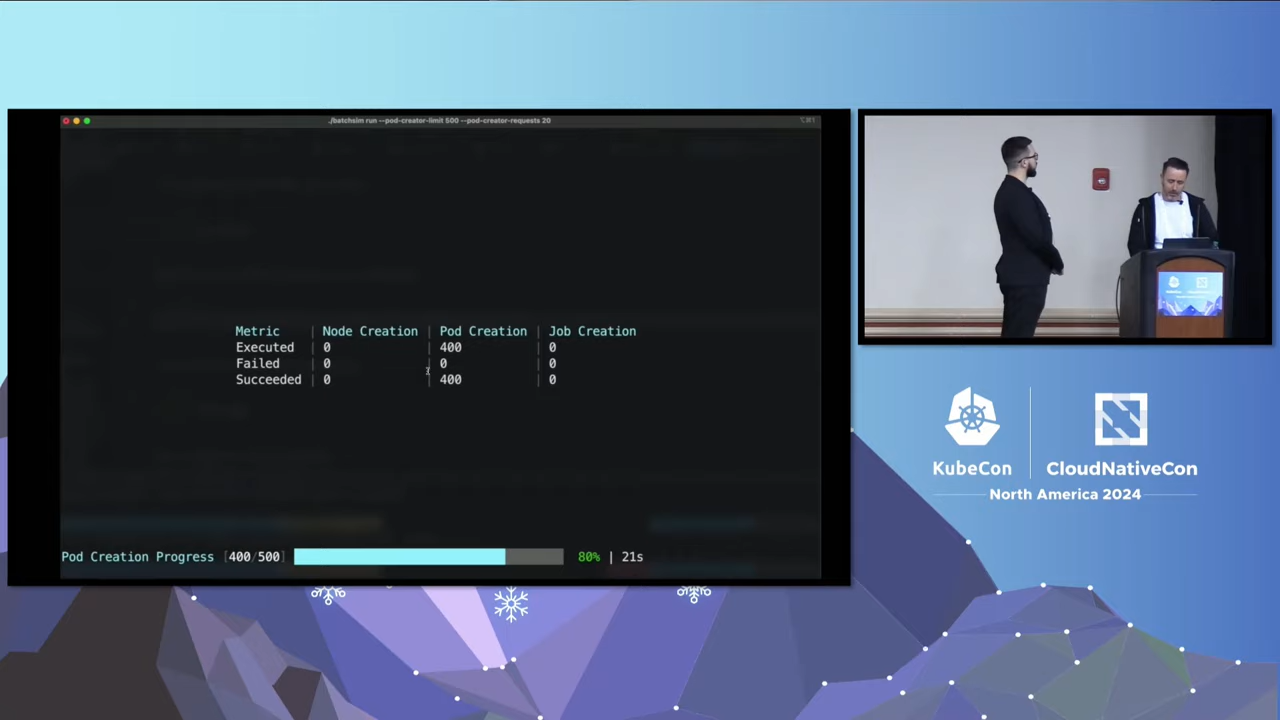 ./batchsim run --pod-creator-limit 500 --pod-creator-requests 20
Metric | Node Creation | Pod Creation | Job Creation
Executed | 0 | 400 | 0
Failed | 0 | 0 | 0
Succeeded | 0 | 400 | 0
Pod Creation Progress [400/500] 80% | 21s
KubeCon
CloudNativeCon
North America 2024